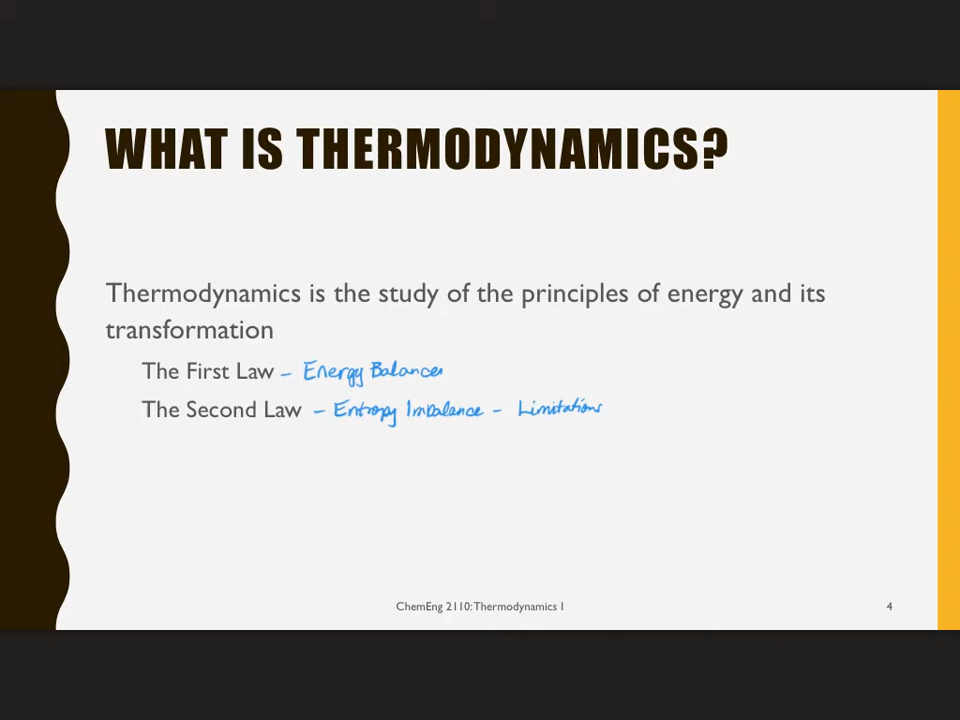 WHAT IS THERMODYNAMICS?
Thermodynamics is the study of the principles of energy and its
transformation
The First Law – Energy Balances
The Second Law – Entropy Imbalance – Limitations
ChemEng 2110: Thermodynamics I
4